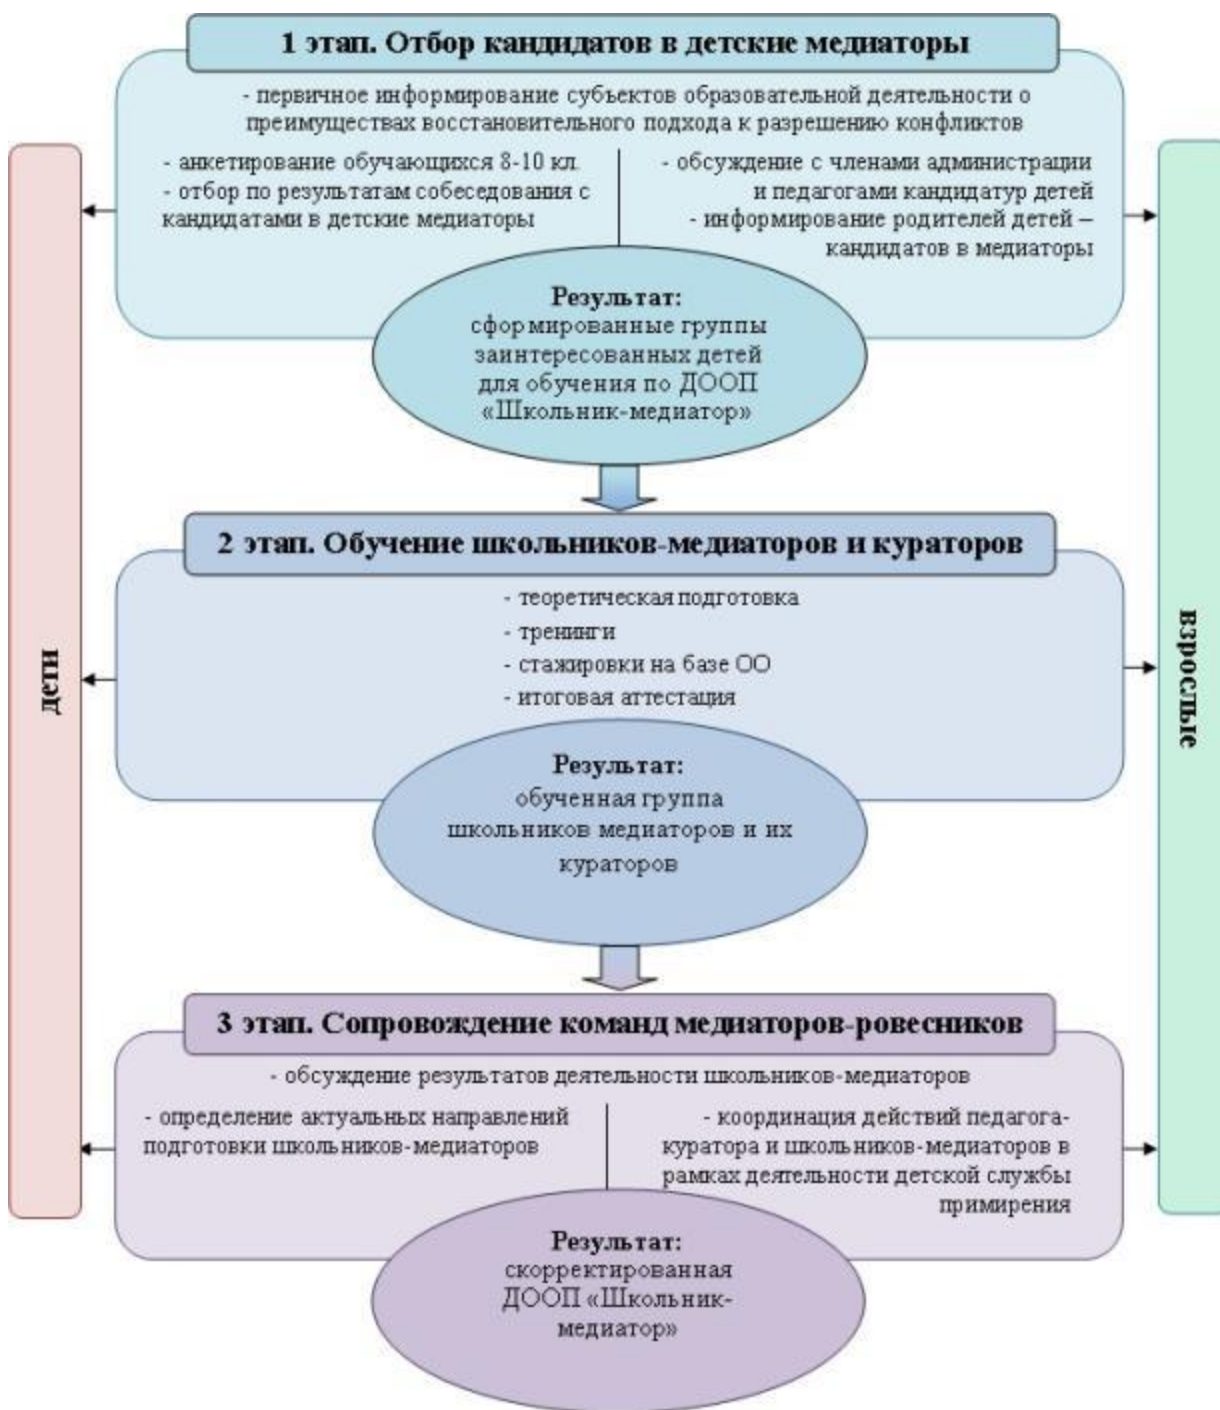 1 этап. Отбор кандидатов в детские медиаторы
- первичное информирование субъектов образовательной деятельности о
преимуществах восстановительного подхода к разрешению конфликтов
- анкетирование обучающихся 8-10 кл.
- отбор по результатам собеседования с
кандидатами в детские медиаторы
- обсуждение с членами администрации
и педагогами кандидатур детей
- информирование родителей детей –
кандидатов в медиаторы
Результат:
сформированные группы
заинтересованных детей
для обучения по ДООП
«Школьник-медиатор»
2 этап. Обучение школьников-медиаторов и кураторов
- теоретическая подготовка
- тренинги
- стажировки на базе ОО
- итоговая аттестация
Результат:
обученная группа
школьников медиаторов и их
кураторов
дети
взрослые
3 этап. Сопровождение команд медиаторов-ровесников
- обсуждение результатов деятельности школьников-медиаторов
- определение актуальных направлений
подготовки школьников-медиаторов
- координация действий педагога-
куратора и школьников-медиаторов в
рамках деятельности детской службы
примирения
Результат:
скорректированная
ДООП «Школьник-
медиатор»